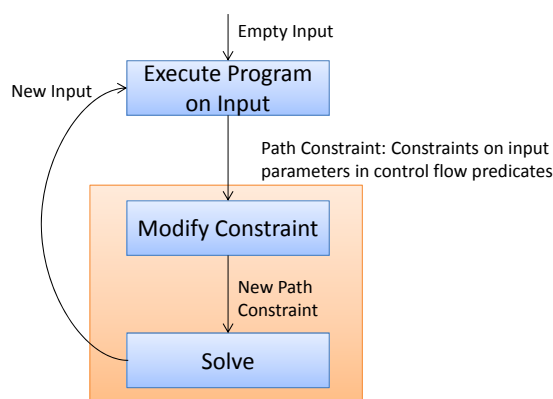 Empty Input
Execute Program
on Input
New Input
Path Constraint: Constraints on input
parameters in control flow predicates
Modify Constraint
New Path
Constraint
Solve